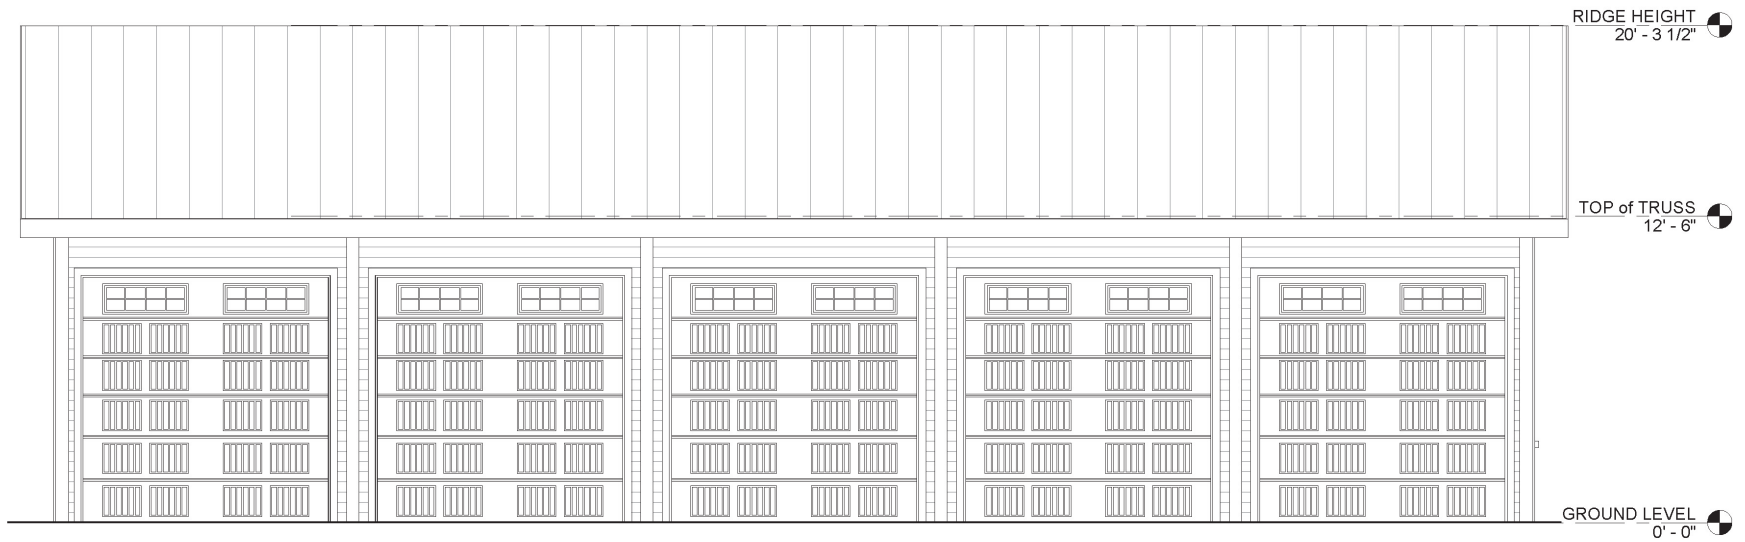 RIDGE HEIGHT
20' - 3 1/2"
TOP of TRUSS
12' - 6"
GROUND LEVEL
0' - 0"